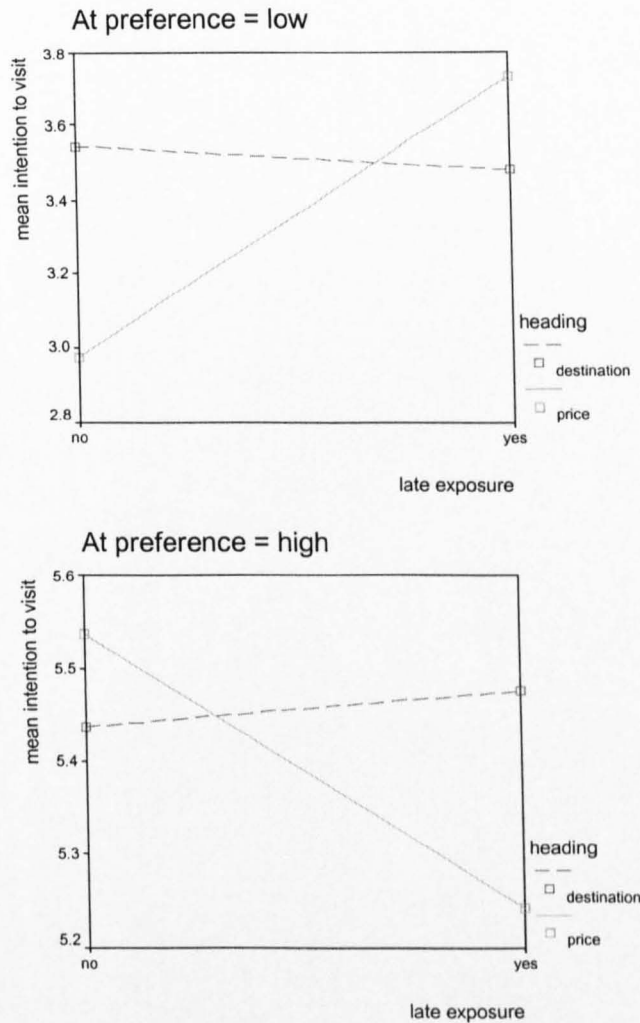 At preference = low
mean intention to visit
3.8
3.6
3.4
3.2
3.0
2.8
no
yes
late exposure
heading
destination
price
At preference = high
mean intention to visit
5.6
5.5
5.4
5.3
5.2
no
yes
late exposure
heading
destination
price